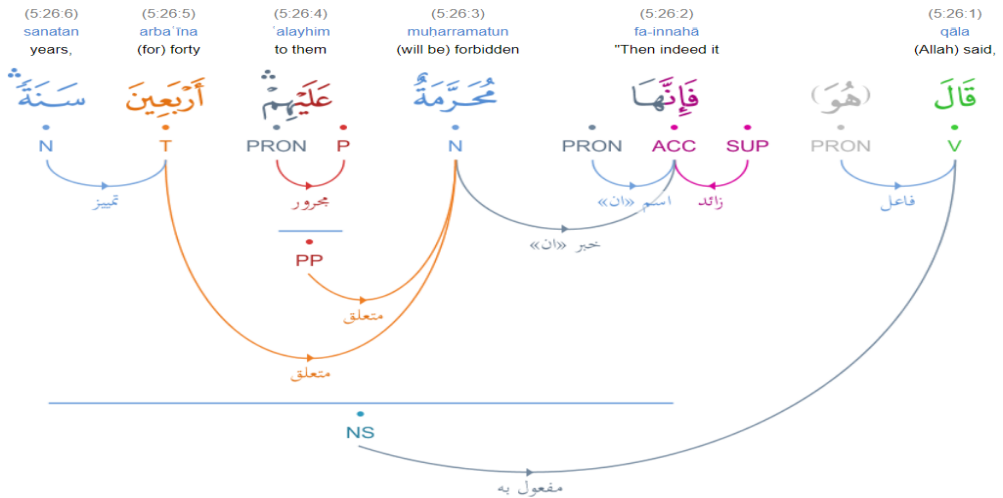 (5:26:1) (5:26:2) (5:26:3) (5:26:4) (5:26:5) (5:26:6)
qāla fa-innahā muḥarramatun ʿalayhim arbaʿīna sanatan
(Allah) said, "Then indeed it (will be) forbidden to them (for) forty years,
قَالَ (هُوَ) فَإِنَّهَا مُحَرَّمَةٌ عَلَيْهِمْ ۛ أَرْبَعِينَ سَنَةً ۛ
V PRON SUP ACC PRON N P PRON T N
فاعل زائد اسم «ان» مجرور تمييز
خبر «ان»
PP
متعلق
متعلق
NS
مفعول به